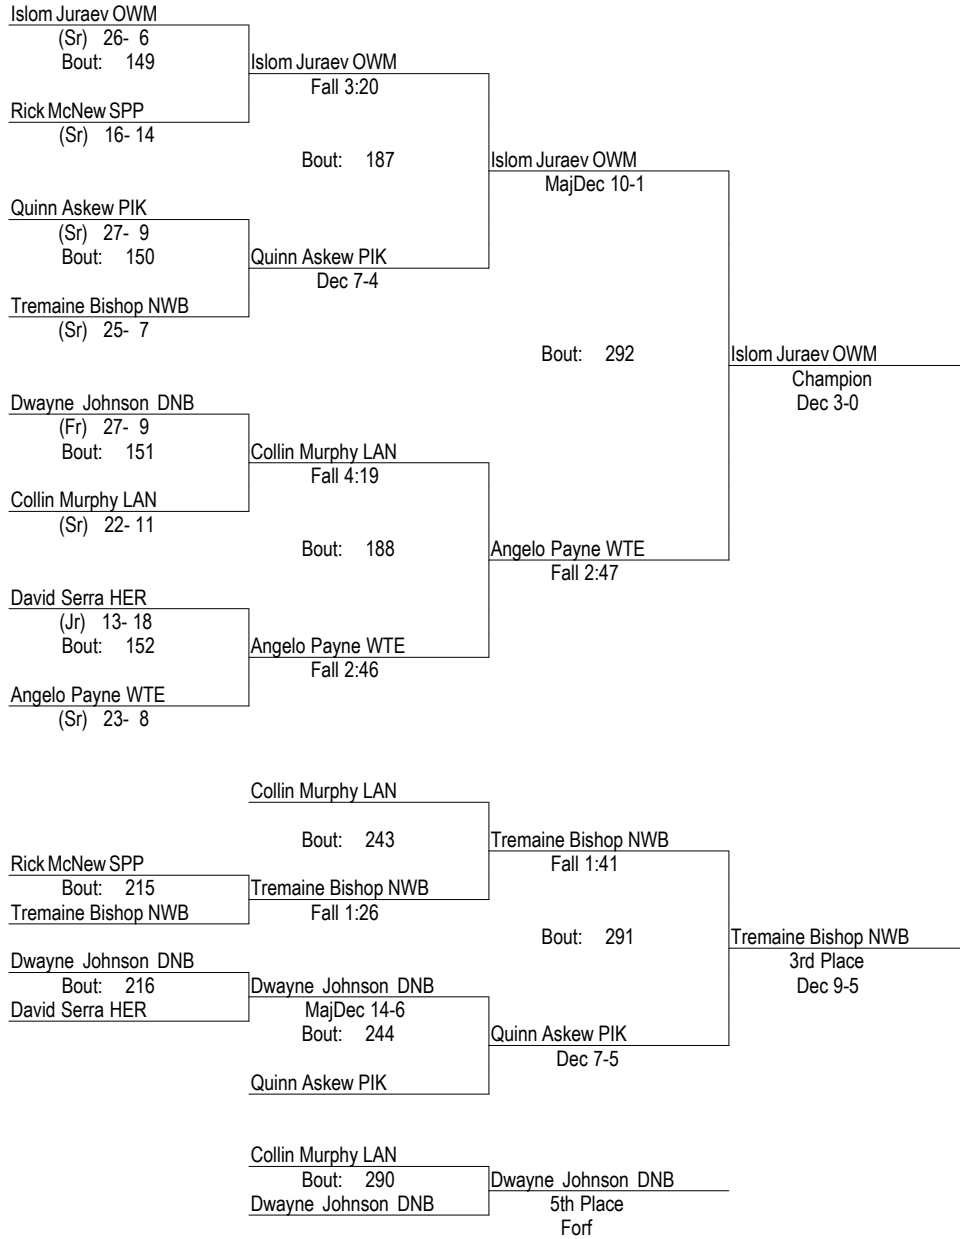 Islom Juraev OWM
(Sr) 26- 6
Bout: 149
Islom Juraev OWM
Fall 3:20
Rick McNew SPP
(Sr) 16- 14
Bout: 187
Islom Juraev OWM
MajDec 10-1
Quinn Askew PIK
(Sr) 27- 9
Bout: 150
Quinn Askew PIK
Dec 7-4
Tremaine Bishop NWB
(Sr) 25- 7
Bout: 292
Islom Juraev OWM
Champion
Dec 3-0
Dwayne Johnson DNB
(Fr) 27- 9
Bout: 151
Collin Murphy LAN
Fall 4:19
Collin Murphy LAN
(Sr) 22- 11
Bout: 188
Angelo Payne WTE
Fall 2:47
David Serra HER
(Jr) 13- 18
Bout: 152
Angelo Payne WTE
Fall 2:46
Angelo Payne WTE
(Sr) 23- 8
Collin Murphy LAN
Bout: 243
Tremaine Bishop NWB
Fall 1:41
Rick McNew SPP
Bout: 215
Tremaine Bishop NWB
Tremaine Bishop NWB
Fall 1:26
Bout: 291
Tremaine Bishop NWB
3rd Place
Dec 9-5
Dwayne Johnson DNB
Bout: 216
David Serra HER
Dwayne Johnson DNB
MajDec 14-6
Bout: 244
Quinn Askew PIK
Dec 7-5
Quinn Askew PIK
Collin Murphy LAN
Bout: 290
Dwayne Johnson DNB
Dwayne Johnson DNB
5th Place
Forf